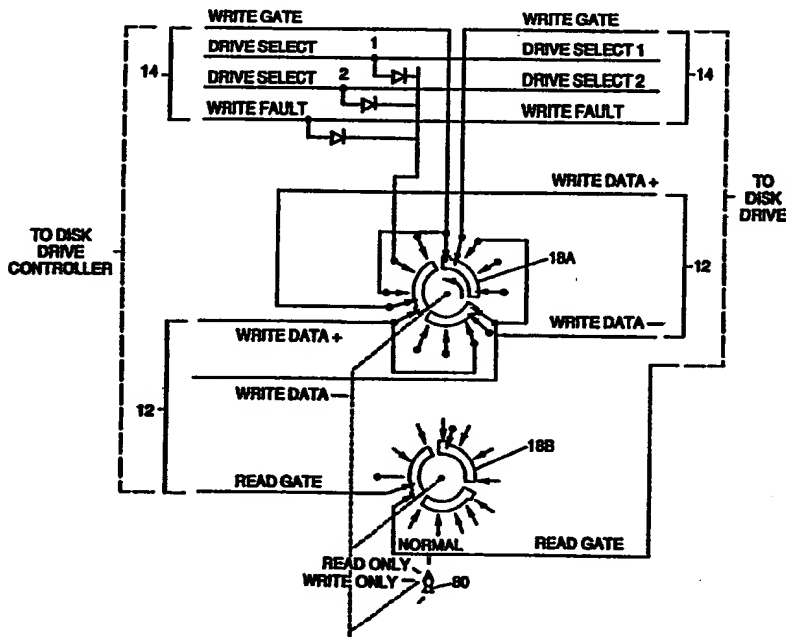 WRITE GATE WRITE GATE
DRIVE SELECT 1 DRIVE SELECT 1
14 14
DRIVE SELECT 2 DRIVE SELECT 2
WRITE FAULT WRITE FAULT
WRITE DATA +
TO DISK DRIVE
TO DISK DRIVE CONTROLLER
18A
12
WRITE DATA + WRITE DATA —
WRITE DATA —
12
18B
READ GATE
NORMAL READ GATE
READ ONLY
WRITE ONLY 80